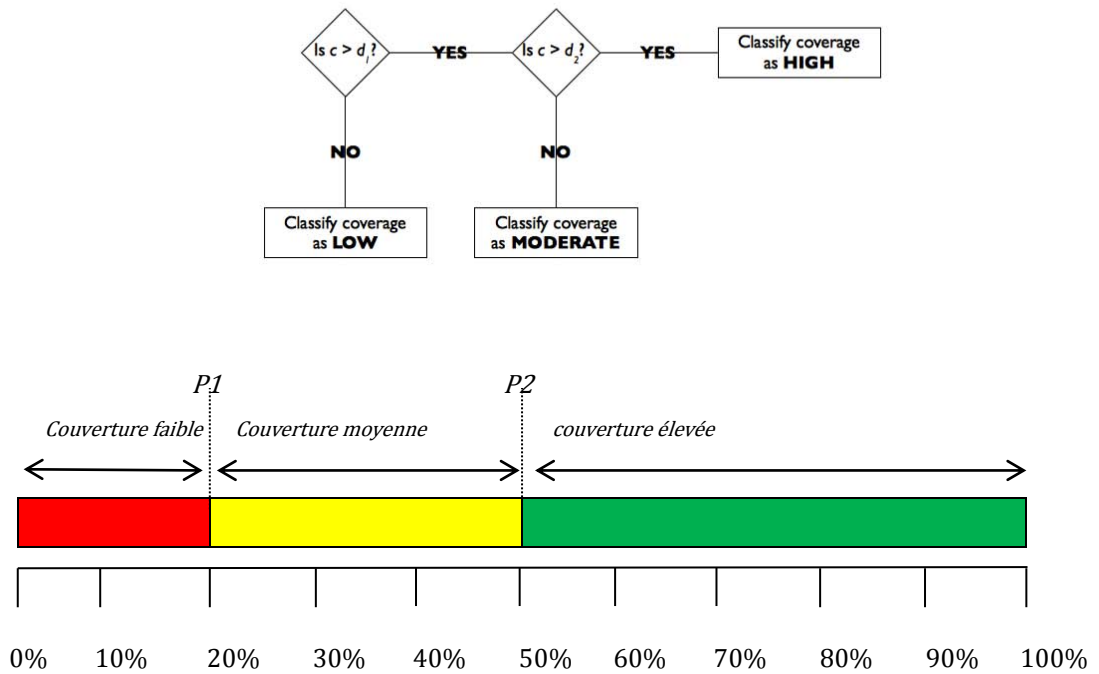 Is c > d1? YES Is c > d2? YES Classify coverage
as HIGH
NO NO
Classify coverage
as LOW
Classify coverage
as MODERATE
P1 P2
Couverture faible Couverture moyenne couverture élevée
0% 10% 20% 30% 40% 50% 60% 70% 80% 90% 100%